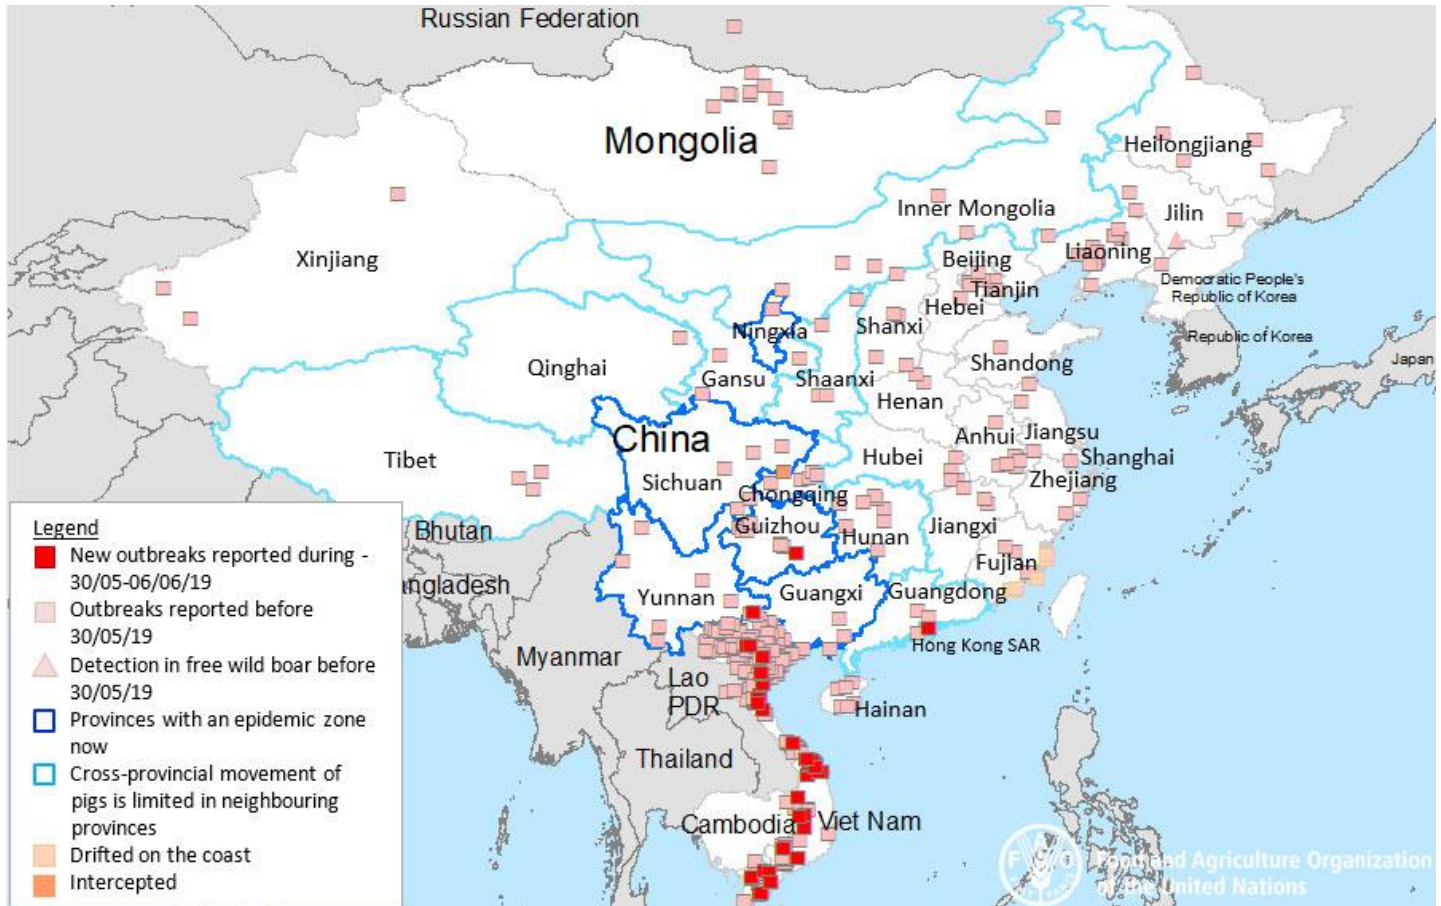 Russian Federation
Mongolia
Heilongjiang
Jilin
Inner Mongolia
Xinjiang
Beijing
Liaoning
Tianjin
Hebei
Democratic People's
Republic of Korea
Ningxia
Shanxi
Republic of Korea
Japan
Qinghai
Gansu
Shaanxi
Shandong
Henan
China
Tibet
Sichuan
Hubei
Anhui
Jiangsu
Shanghai
Zhejiang
Chongqing
Guizhou
Hunan
Jiangxi
Fujian
Bhutan
angladesh
Yunnan
Guangxi
Guangdong
Hong Kong SAR
Myanmar
Lao
PDR
Hainan
Thailand
Cambodia
Viet Nam
Legend
New outbreaks reported during -
30/05-06/06/19
Outbreaks reported before
30/05/19
Detection in free wild boar before
30/05/19
Provinces with an epidemic zone
now
Cross-provincial movement of
pigs is limited in neighbouring
provinces
Drifted on the coast
Intercepted
F A O
Food and Agriculture Organization
of the United Nations